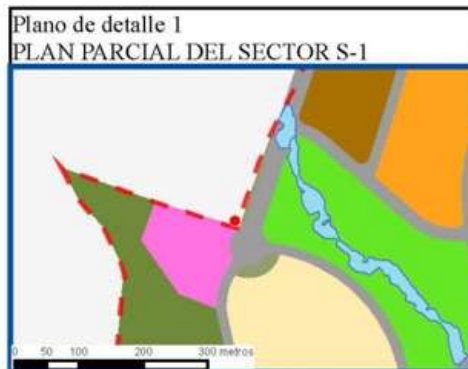 Plano de detalle 1
PLAN PARCIAL DEL SECTOR S-1
0 50 100 200 300 metros